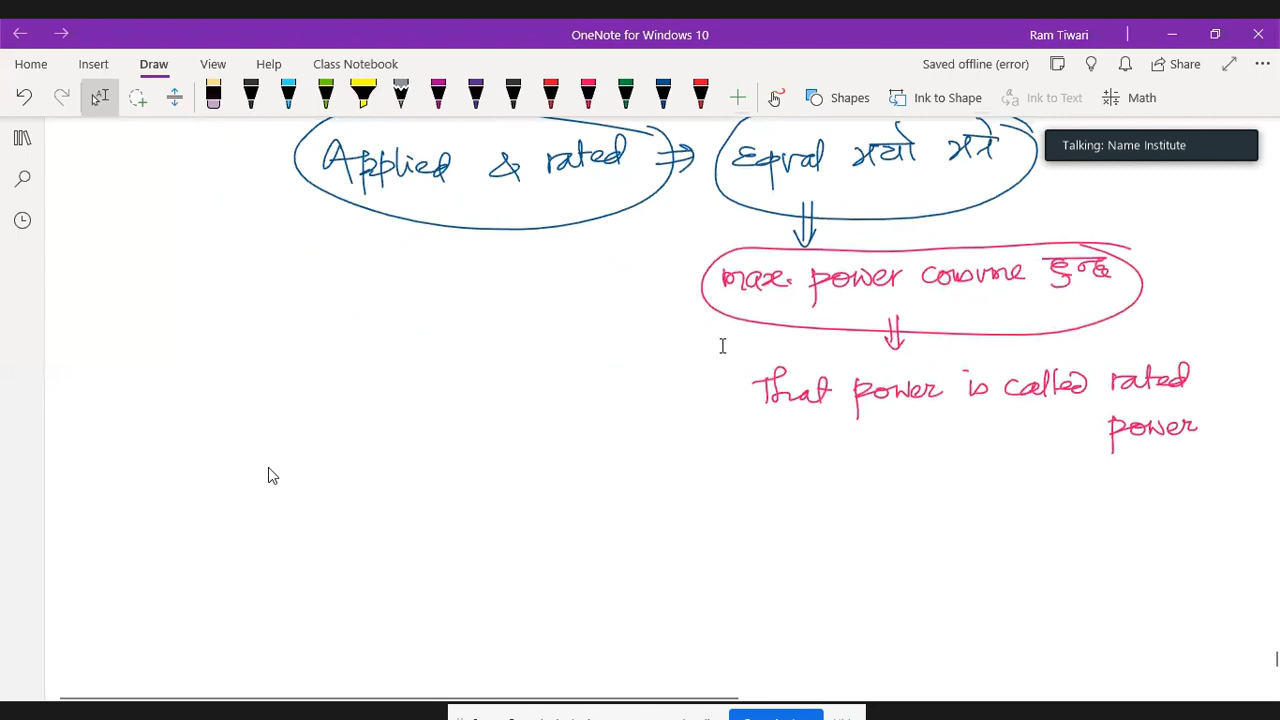 OneNote for Windows 10
Ram Tiwari
Home
Insert
Draw
View
Help
Class Notebook
Saved offline (error)
Share
Shapes
Ink to Shape
Ink to Text
Math
Talking: Name Institute
Applied & rated ⇒ Equal भयो भने
max. power consume हुन्छ
That power is called rated
power